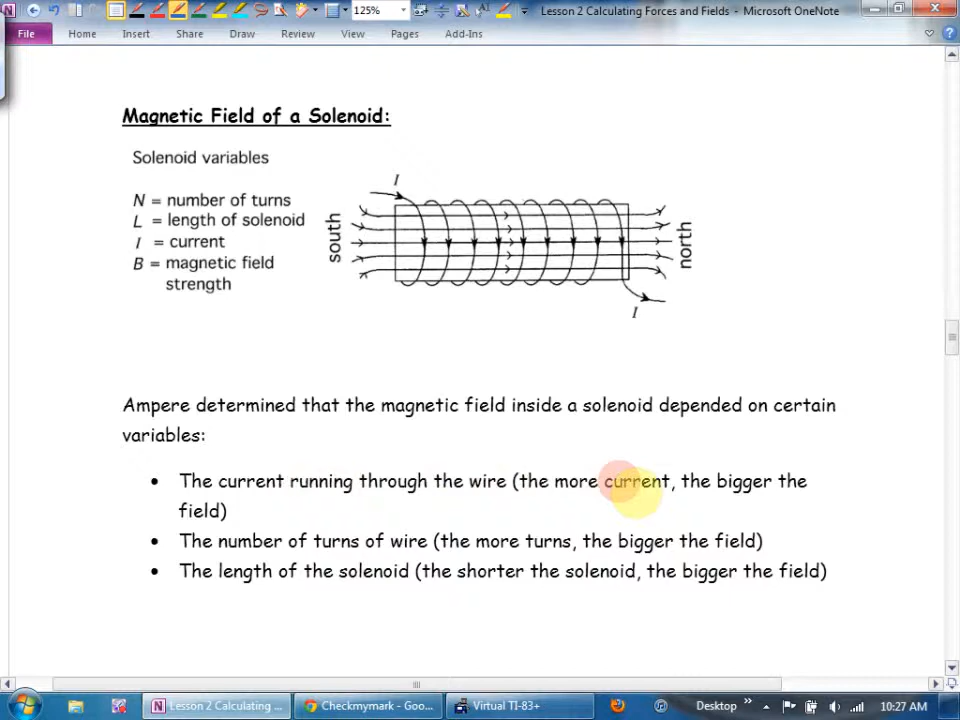 125%
Lesson 2 Calculating Forces and Fields - Microsoft OneNote
File Home Insert Share Draw Review View Pages Add-Ins
Magnetic Field of a Solenoid:
Solenoid variables
N = number of turns
L = length of solenoid
I = current
B = magnetic field
strength
I
south
north
I
Ampere determined that the magnetic field inside a solenoid depended on certain
variables:
• The current running through the wire (the more current, the bigger the
field)
• The number of turns of wire (the more turns, the bigger the field)
• The length of the solenoid (the shorter the solenoid, the bigger the field)
Lesson 2 Calculating ... Checkmymark - Goo... Virtual TI-83+ Desktop » 10:27 AM